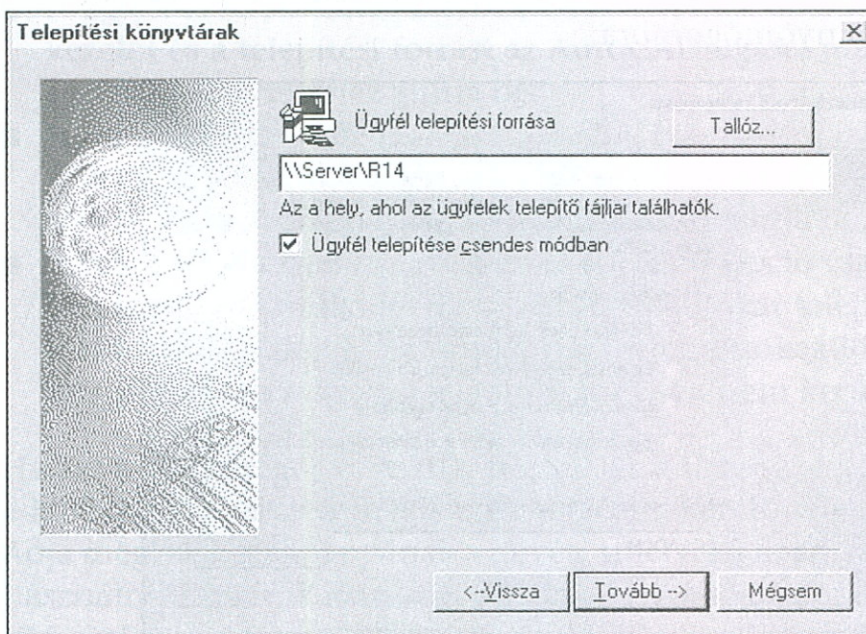 Telepítési könyvtárak
Ügyfél telepítési forrása
Tallóz...
\\Server\R14
Az a hely, ahol az ügyfelek telepítő fájljai találhatók.
Ügyfél telepítése csendes módban
<--Vissza
Tovább -->
Mégsem